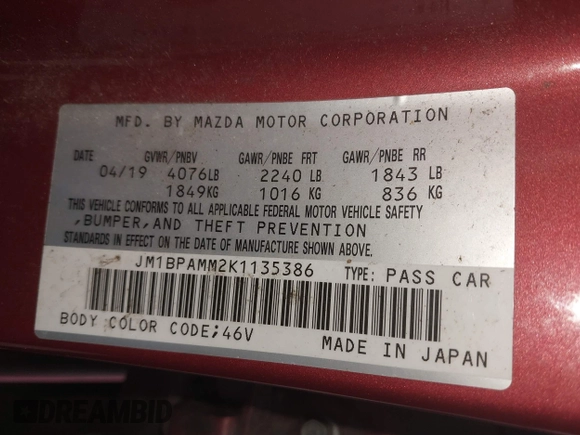 MFD. BY MAZDA MOTOR CORPORATION
DATE GVWR/PNBV GAWR/PNBE FRT GAWR/PNBE RR
04/19 4076LB 2240 LB 1843 LB
1849KG 1016 KG 836 KG
THIS VEHICLE CONFORMS TO ALL APPLICABLE FEDERAL MOTOR VEHICLE SAFETY
,BUMPER,AND THEFT PREVENTION
STANDARDS IN EFFECT ON THE DATE OF MANUFACTURE SHOWN ABOVE.
JM1BPAMM2K1135386 TYPE: PASS CAR
BODY COLOR CODE;46V
MADE IN JAPAN
DREAMBID